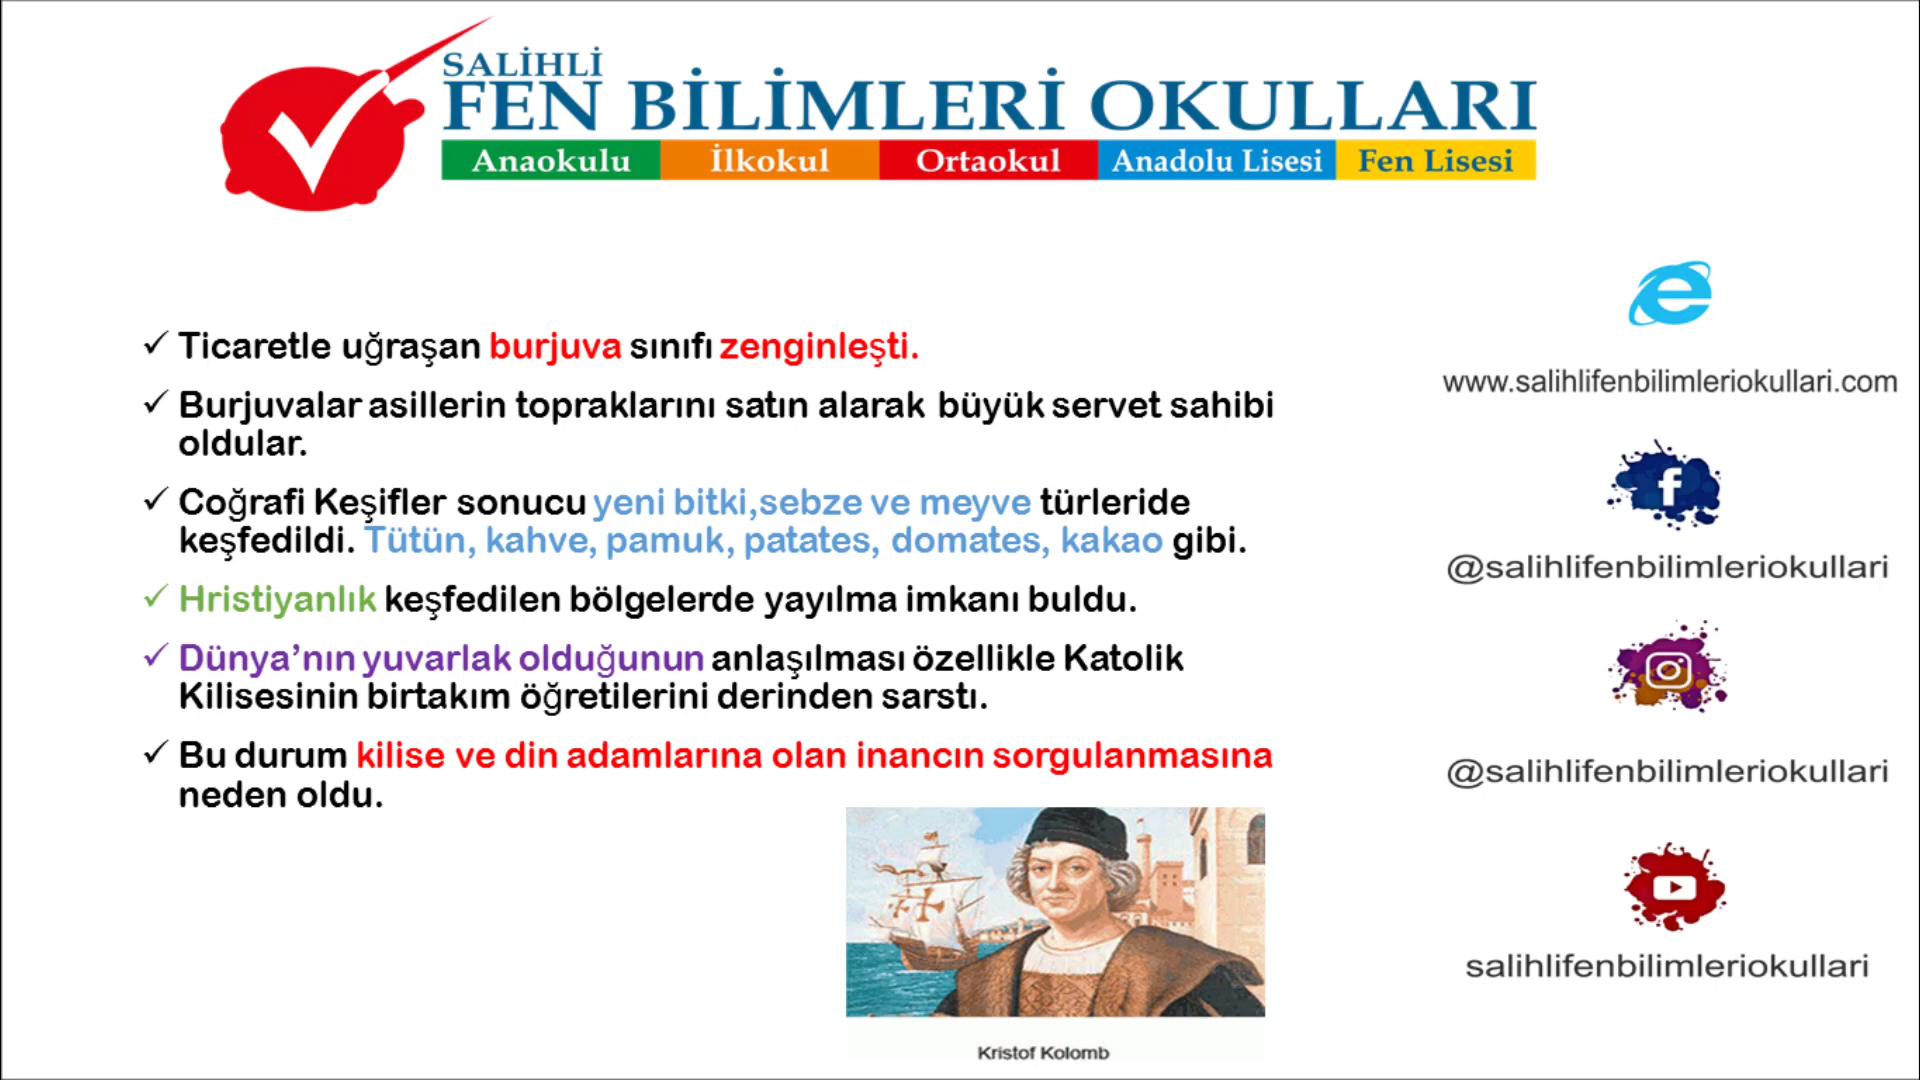 SALİHLİ
FEN BİLİMLERİ OKULLARI
Anaokulu İlkokul Ortaokul Anadolu Lisesi Fen Lisesi
Ticaretle uğraşan burjuva sınıfı zenginleşti.
Burjuvalar asillerin topraklarını satın alarak büyük servet sahibi
oldular.
Coğrafi Keşifler sonucu yeni bitki,sebze ve meyve türleride
keşfedildi. Tütün, kahve, pamuk, patates, domates, kakao gibi.
Hristiyanlık keşfedilen bölgelerde yayılma imkanı buldu.
Dünya’nın yuvarlak olduğunun anlaşılması özellikle Katolik
Kilisesinin birtakım öğretilerini derinden sarstı.
Bu durum kilise ve din adamlarına olan inancın sorgulanmasına
neden oldu.
Kristof Kolomb
www.salihlifenbilimleriokullari.com
@salihlifenbilimleriokullari
@salihlifenbilimleriokullari
salihlifenbilimleriokullari